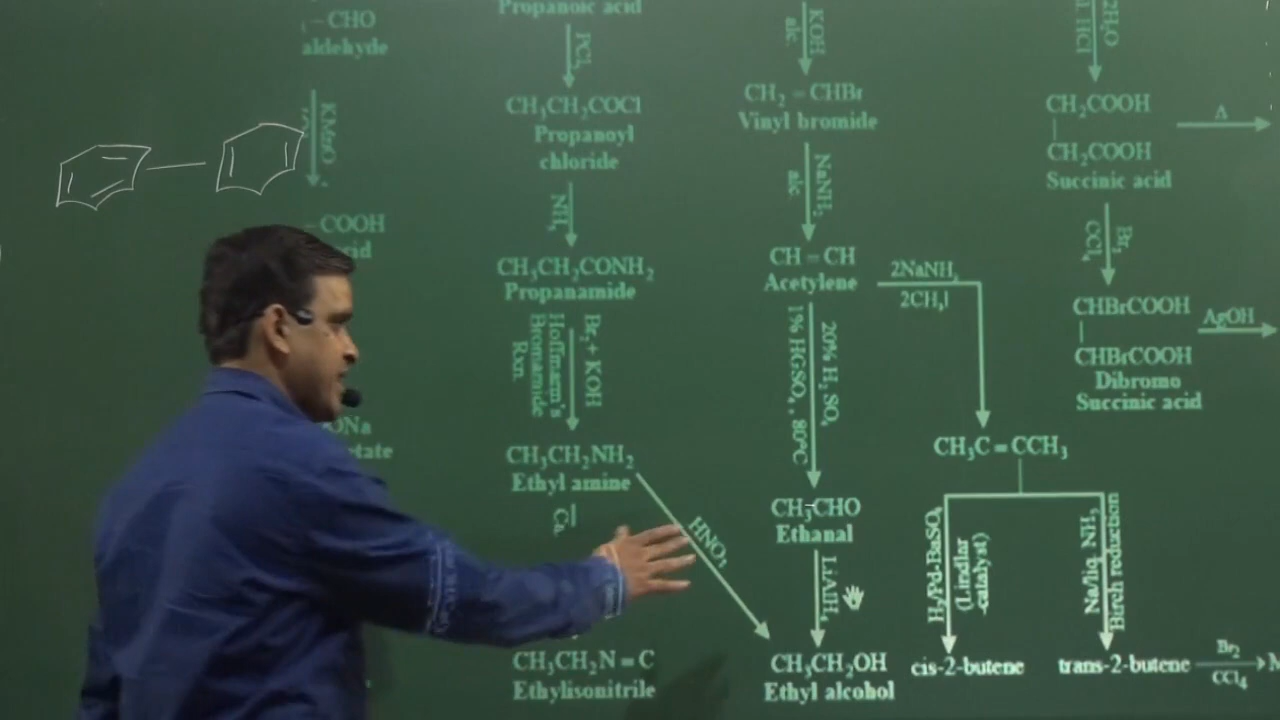 – CHO
aldehyde
KMnO
– COOH
cid
ONa
etate
Propanoic acid
PCl5
CH3CH2COCl
Propanoyl
chloride
NH3
CH3CH2CONH2
Propanamide
Br2 + KOH
Hoffmann's
Bromamide
Rxn.
CH3CH2NH2
Ethyl amine
HNO2
CH3CH2N=C
Ethylisonitrile
KOH
alc.
CH2 = CHBr
Vinyl bromide
NaNH2
alc.
CH = CH
Acetylene
2NaNH2
2CH3I
20% H2SO4
1% HGSO4, 80°C
CH3CHO
Ethanal
LiAlH4
CH3CH2OH
Ethyl alcohol
CH3C = CCH3
H2/Pd-BaSO4
(Lindlar
catalyst)
Na/liq. NH3
Birch reduction
cis-2-butene
trans-2-butene
Br2
CCl4
2H2O
HCl
CH2COOH
|
CH2COOH
Succinic acid
Δ
Br2
CCl4
CHBrCOOH
|
CHBrCOOH
Dibromo
Succinic acid
AgOH